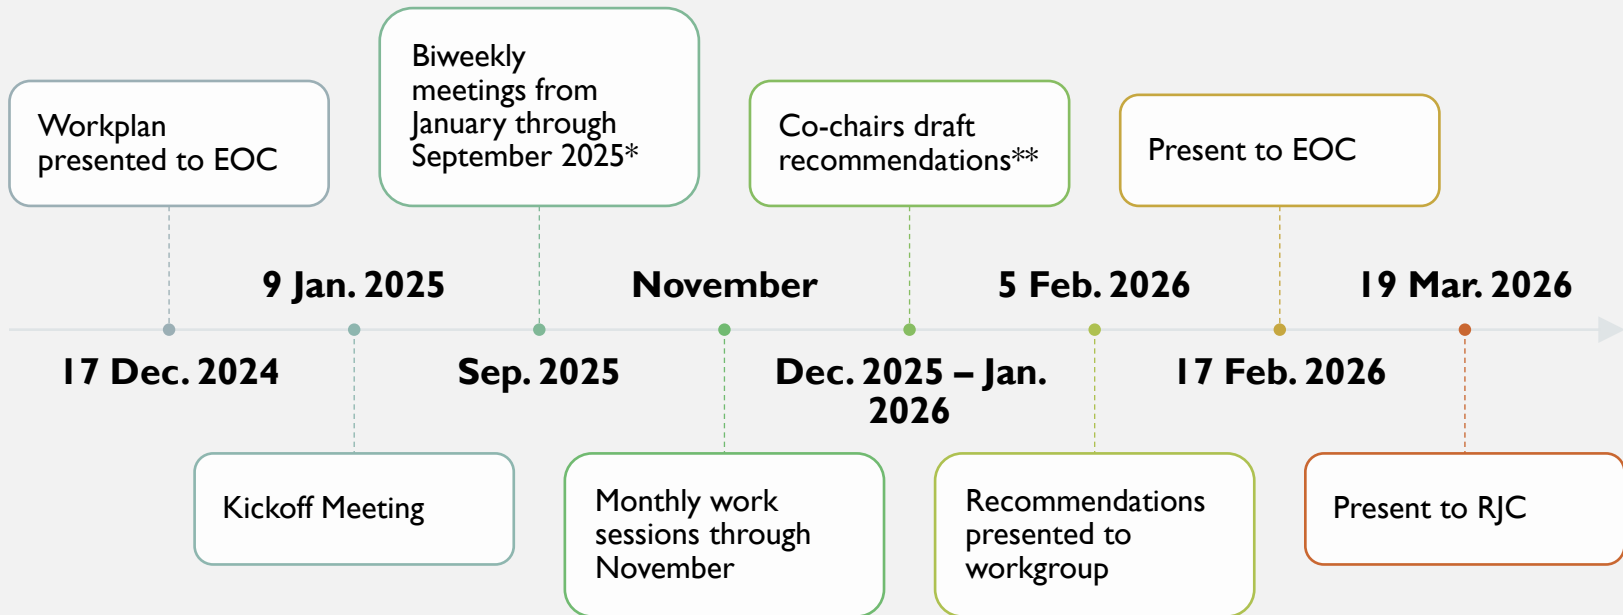 Workplan
presented to EOC
Biweekly
meetings from
January through
September 2025*
Co-chairs draft
recommendations**
Present to EOC
9 Jan. 2025
November
5 Feb. 2026
19 Mar. 2026
17 Dec. 2024
Sep. 2025
Dec. 2025 – Jan.
2026
17 Feb. 2026
Kickoff Meeting
Monthly work
sessions through
November
Recommendations
presented to
workgroup
Present to RJC